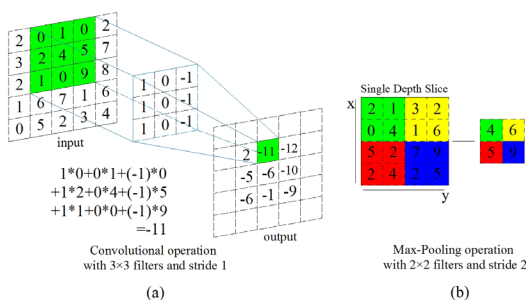 2 0 1 0 2
3 2 4 5 7
2 1 0 9 8
1 6 7 1 6
0 5 2 3 4
input
1 0 -1
1 0 -1
1 0 -1
2 -11 -12
-5 -6 -10
-6 -1 -9
output
1*0+0*1+(-1)*0
+1*2+0*4+(-1)*5
+1*1+0*0+(-1)*9
=-11
Convolutional operation
with 3×3 filters and stride 1
(a)
Single Depth Slice
x
2 1 3 2
0 4 1 6
5 2 7 9
2 4 2 5
y
4 6
5 9
Max-Pooling operation
with 2×2 filters and stride 2
(b)